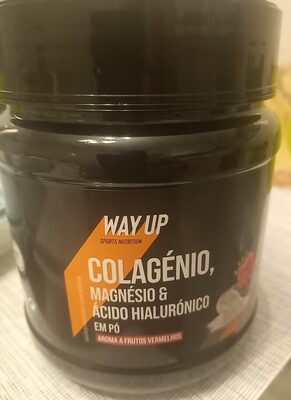 WAY UP
SPORTS NUTRITION
COLAGÉNIO,
MAGNÉSIO &
ÁCIDO HIALURÓNICO
EM PÓ
AROMA A FRUTOS VERMELHOS